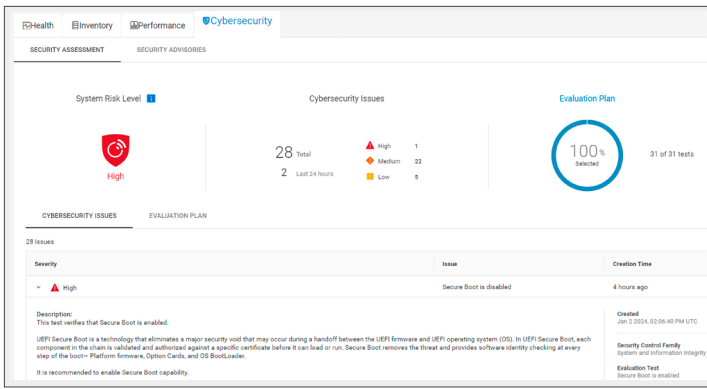 Health Inventory Performance Cybersecurity
SECURITY ASSESSMENT SECURITY ADVISORIES
System Risk Level Cybersecurity Issues Evaluation Plan
High
28 Total
2 Last 24 hours
High 1
Medium 22
Low 5
100%
Selected
31 of 31 tests
CYBERSECURITY ISSUES EVALUATION PLAN
28 issues
Severity Issue Creation Time
High Secure Boot is disabled 4 hours ago
Description:
This test verifies that Secure Boot is enabled.
UEFI Secure Boot is a technology that eliminates a major security void that may occur during a handoff between the UEFI firmware and UEFI operating system (OS). In UEFI Secure Boot, each
component in the chain is validated and authorized against a specific certificate before it can load or run. Secure Boot removes the threat and provides software identity checking at every
step of the boot— Platform firmware, Option Cards, and OS BootLoader.
It is recommended to enable Secure Boot capability.
Created
Jan 2 2024, 02:06:40 PM UTC
Security Control Family
System and Information Integrity
Evaluation Test
Secure Boot is enabled